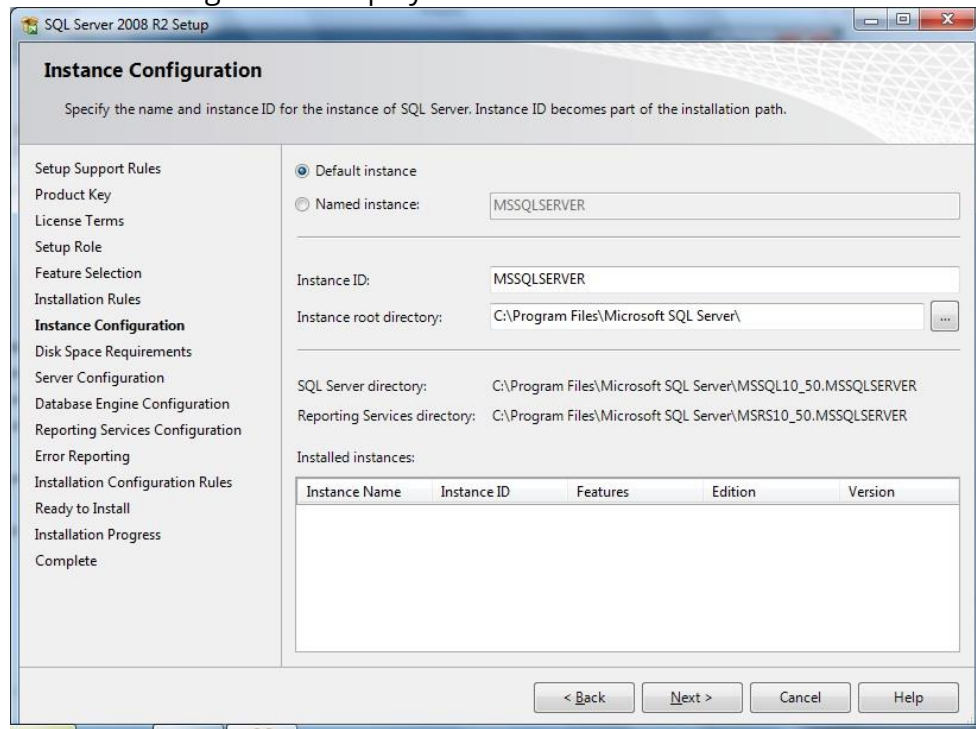 SQL Server 2008 R2 Setup
Instance Configuration
Specify the name and instance ID for the instance of SQL Server. Instance ID becomes part of the installation path.
Setup Support Rules
Product Key
License Terms
Setup Role
Feature Selection
Installation Rules
Instance Configuration
Disk Space Requirements
Server Configuration
Database Engine Configuration
Reporting Services Configuration
Error Reporting
Installation Configuration Rules
Ready to Install
Installation Progress
Complete
Default instance
Named instance: MSSQLSERVER
Instance ID: MSSQLSERVER
Instance root directory: C:\Program Files\Microsoft SQL Server\ ...
SQL Server directory: C:\Program Files\Microsoft SQL Server\MSSQL10_50.MSSQLSERVER
Reporting Services directory: C:\Program Files\Microsoft SQL Server\MSRS10_50.MSSQLSERVER
Installed instances:
Instance Name Instance ID Features Edition Version
< Back Next > Cancel Help